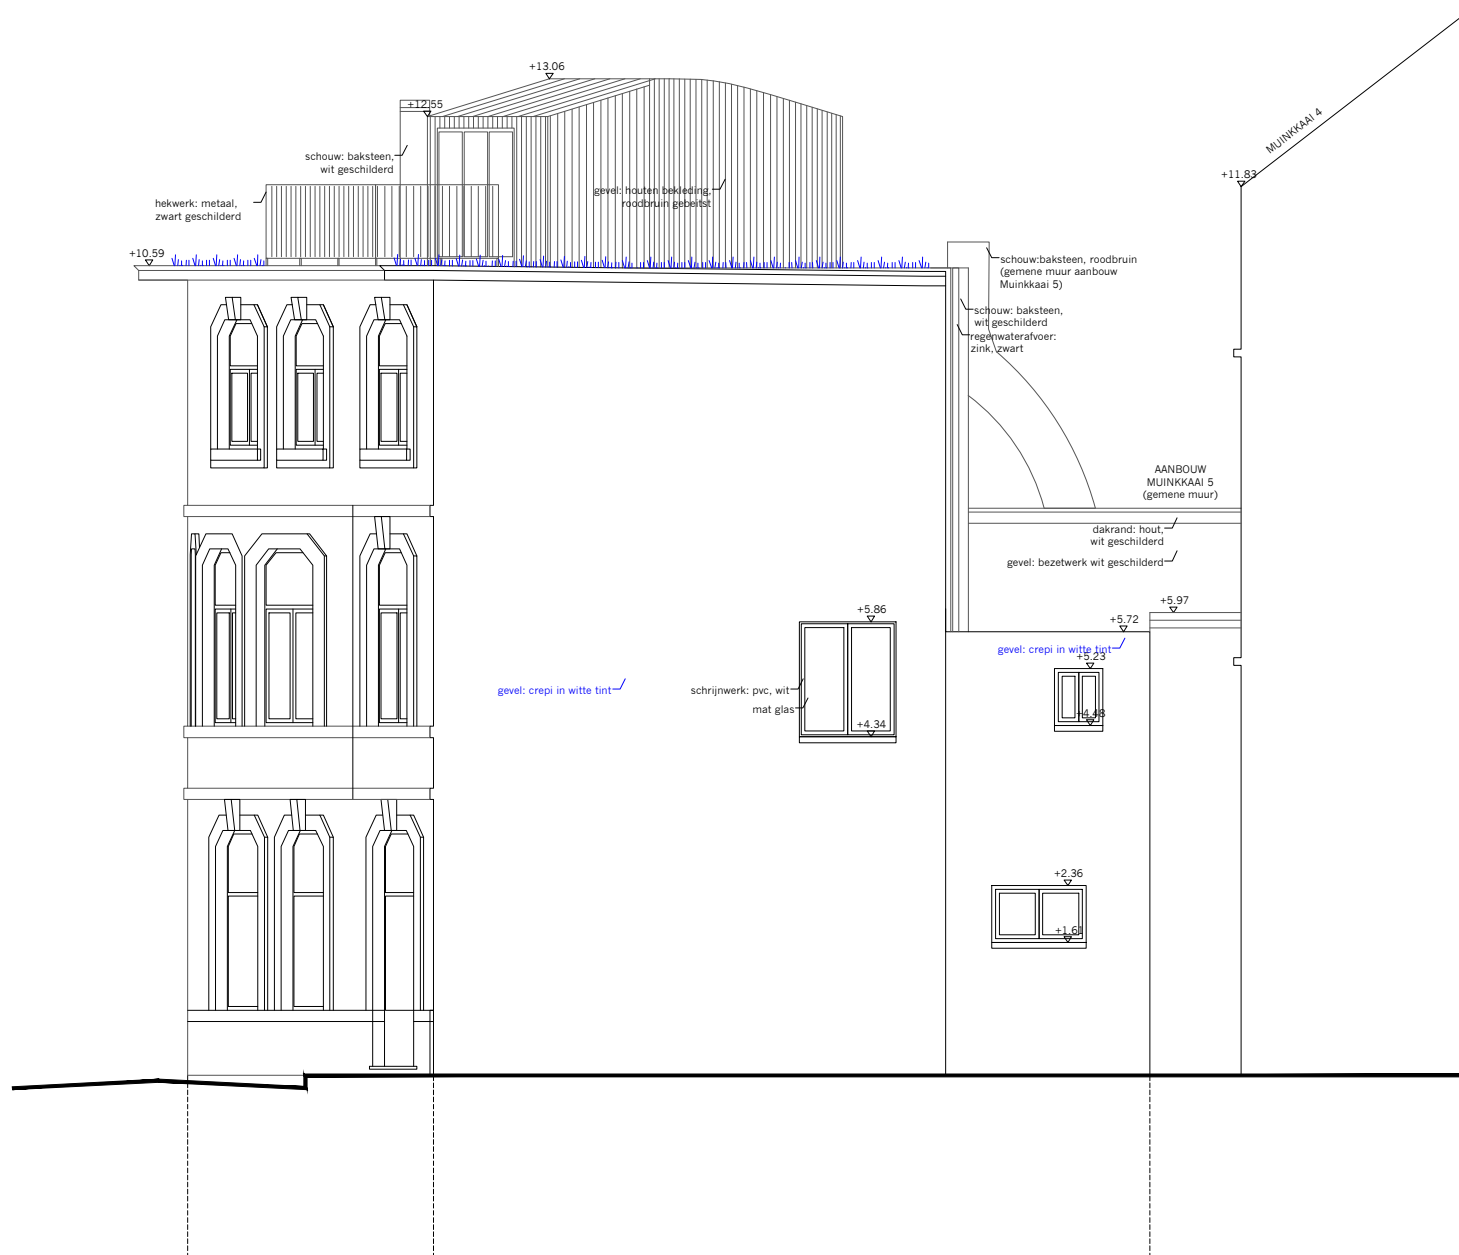 +13.06
+12.55
schouw: baksteen,
wit geschilderd
hekwerk: metaal,
zwart geschilderd
gevel: houten bekleding,
roodbruin gebeitst
+10.59
MUINKKAAI 4
+11.83
schouw:baksteen, roodbruin
(gemene muur aanbouw
Muinkkaai 5)
schouw: baksteen,
wit geschilderd
regenwaterafvoer:
zink, zwart
AANBOUW
MUINKKAAI 5
(gemene muur)
dakrand: hout,
wit geschilderd
gevel: bezetwerk wit geschilderd
+5.86
+5.97
+5.72
gevel: crepi in witte tint
+5.23
gevel: crepi in witte tint
schrijnwerk: pvc, wit
mat glas
+4.34
+4.48
+2.36
+1.61